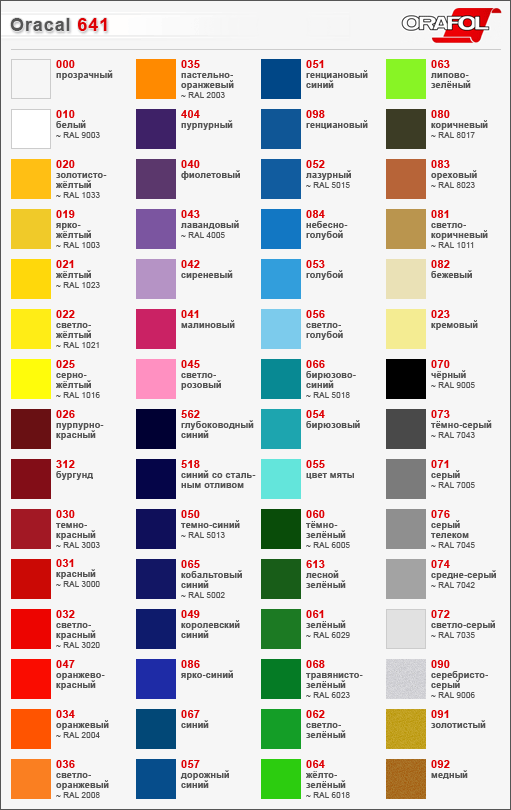 Oracal 641
ORAFOL
000
прозрачный
010
белый
~ RAL 9003
020
золотисто-
жёлтый
~ RAL 1033
019
ярко-
жёлтый
~ RAL 1003
021
жёлтый
~ RAL 1023
022
светло-
жёлтый
~ RAL 1021
025
серно-
жёлтый
~ RAL 1016
026
пурпурно-
красный
312
бургунд
030
темно-
красный
~ RAL 3003
031
красный
~ RAL 3000
032
светло-
красный
~ RAL 3020
047
оранжево-
красный
034
оранжевый
~ RAL 2004
036
светло-
оранжевый
~ RAL 2008
035
пастельно-
оранжевый
~ RAL 2003
404
пурпурный
040
фиолетовый
043
лавандовый
~ RAL 4005
042
сиреневый
041
малиновый
045
светло-
розовый
562
глубоководный
синий
518
синий со сталь-
ным отливом
050
темно-синий
~ RAL 5013
065
кобальтовый
синий
~ RAL 5002
049
королевский
синий
086
ярко-синий
067
синий
057
дорожный
синий
051
генциановый
синий
098
генциановый
052
лазурный
~ RAL 5015
084
небесно-
голубой
053
голубой
056
светло-
голубой
066
бирюзово-
синий
~ RAL 5018
054
бирюзовый
055
цвет мяты
060
тёмно-
зелёный
~ RAL 6005
613
лесной
зелёный
061
зелёный
~ RAL 6029
068
травянисто-
зелёный
~ RAL 6023
062
светло-
зелёный
064
жёлто-
зелёный
~ RAL 6018
063
липово-
зелёный
080
коричневый
~ RAL 8017
083
ореховый
~ RAL 8023
081
светло-
коричневый
~ RAL 1011
082
бежевый
023
кремовый
070
чёрный
~ RAL 9005
073
тёмно-серый
~ RAL 7043
071
серый
~ RAL 7005
076
серый
телеком
~ RAL 7045
074
средне-серый
~ RAL 7042
072
светло-серый
~ RAL 7035
090
серебристо-
серый
~ RAL 9006
091
золотистый
092
медный